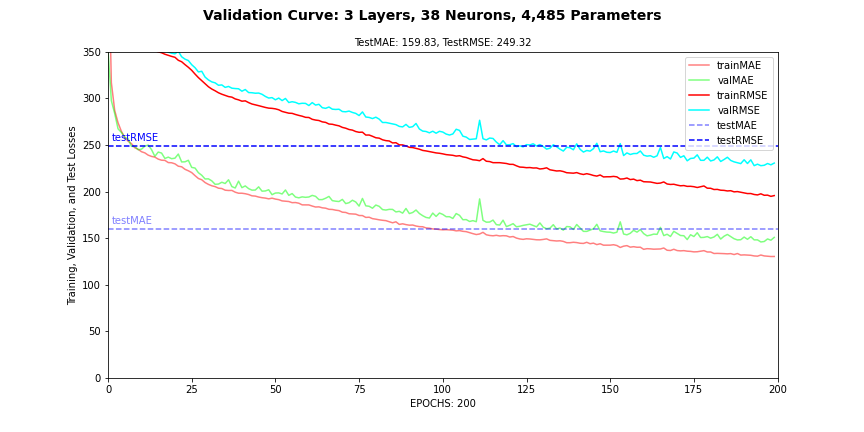 Validation Curve: 3 Layers, 38 Neurons, 4,485 Parameters
TestMAE: 159.83, TestRMSE: 249.32
Training, Validation, and Test Losses
350
300
250
200
150
100
50
0
testRMSE
testMAE
trainMAE
valMAE
trainRMSE
valRMSE
testMAE
testRMSE
0
25
50
75
100
125
150
175
200
EPOCHS: 200